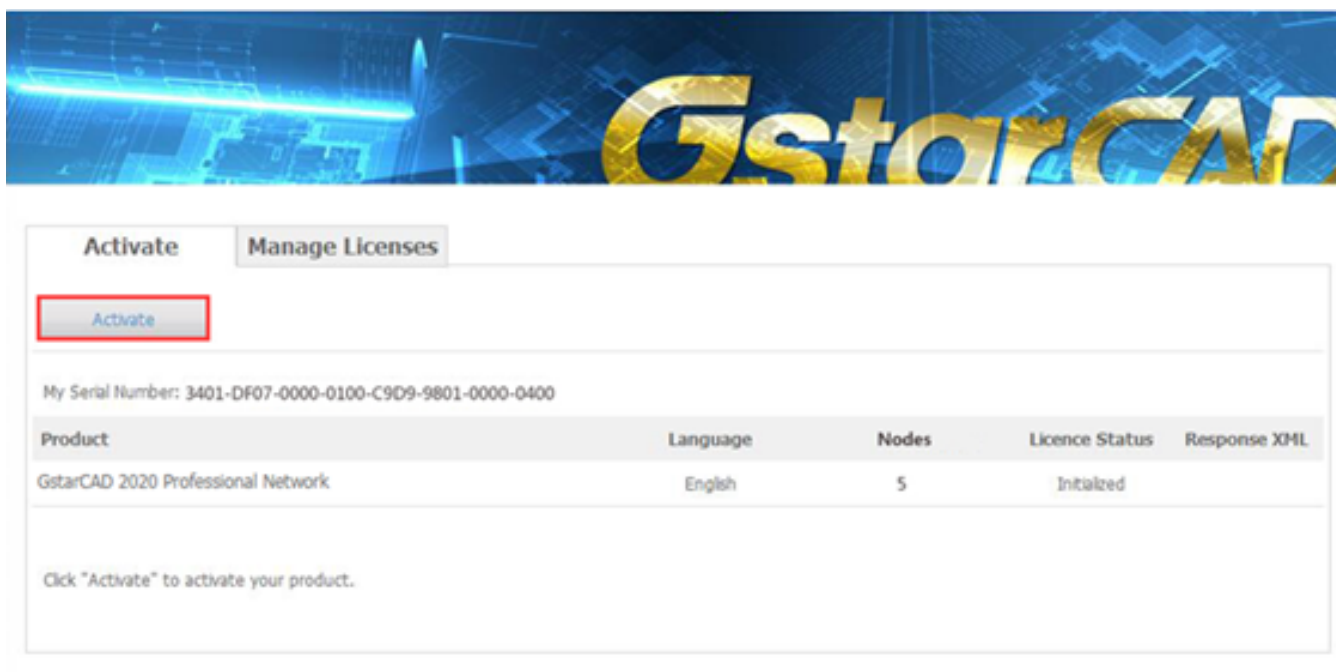 GstarCAD
Activate Manage Licenses
Activate
My Serial Number: 3401-DF07-0000-0100-C9D9-9801-0000-0400
Product Language Nodes Licence Status Response XML
GstarCAD 2020 Professional Network English 5 Initialized
Click "Activate" to activate your product.